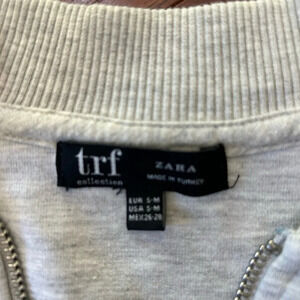 trf
collection
ZARA
MADE IN TURKEY
EUR S-M
USA S-M
MEX 26-28